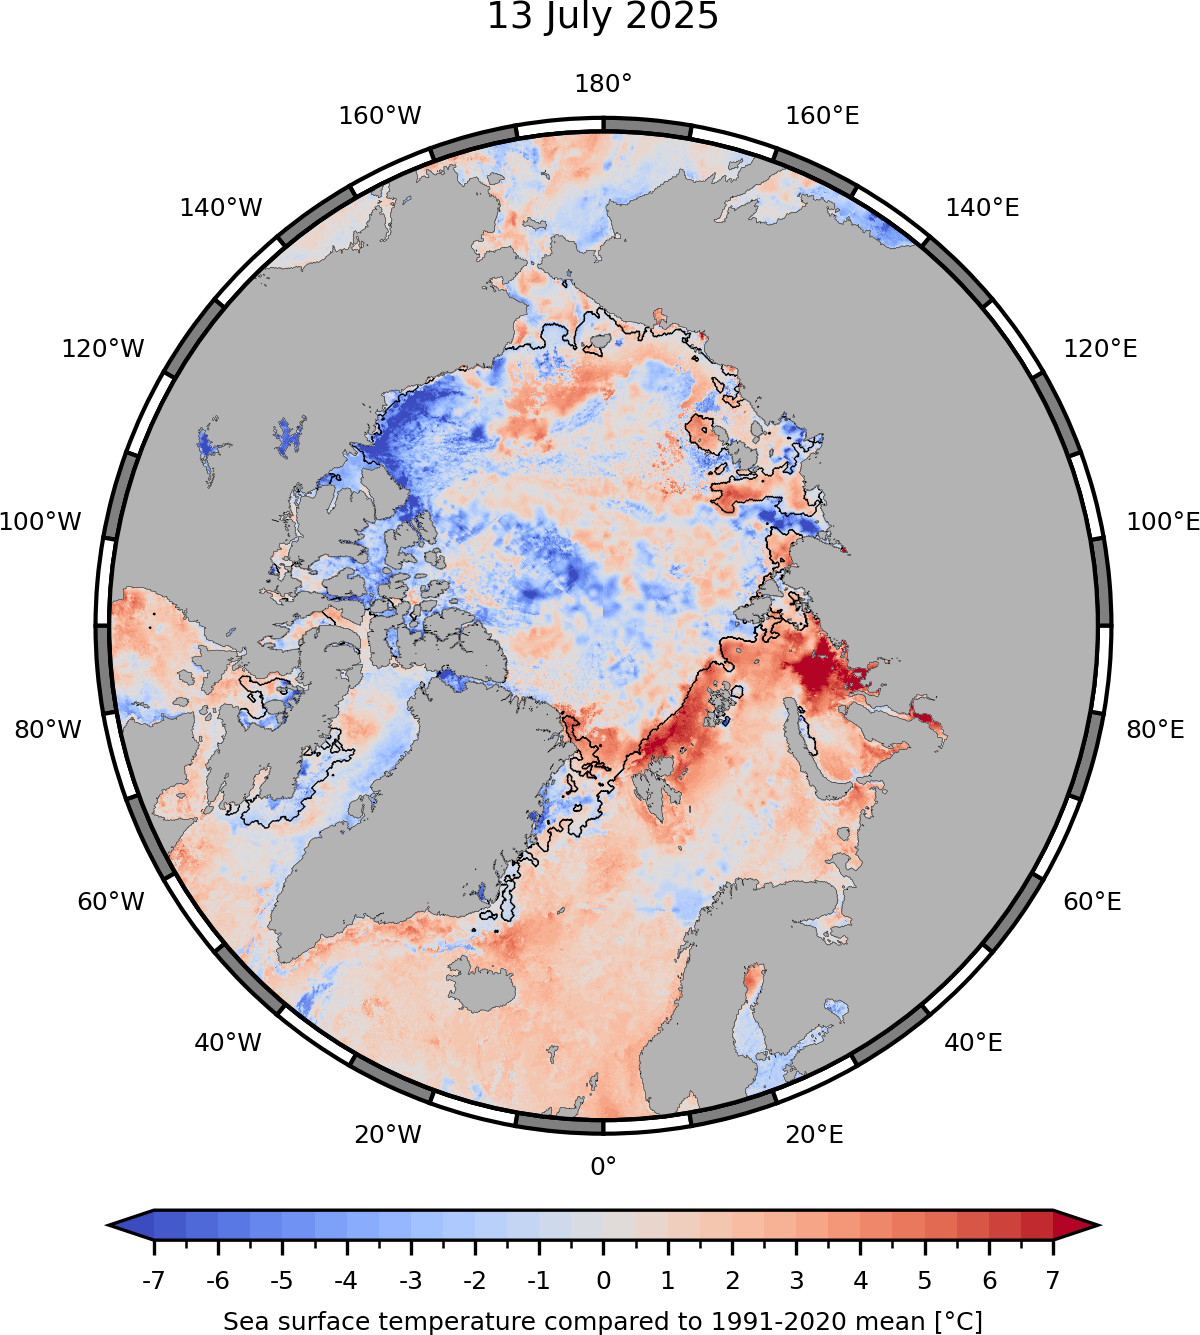 13 July 2025
180°
160°W 160°E
140°W 140°E
120°W 120°E
100°W 100°E
80°W 80°E
60°W 60°E
40°W 40°E
20°W 20°E
0°
-7 -6 -5 -4 -3 -2 -1 0 1 2 3 4 5 6 7
Sea surface temperature compared to 1991-2020 mean [°C]